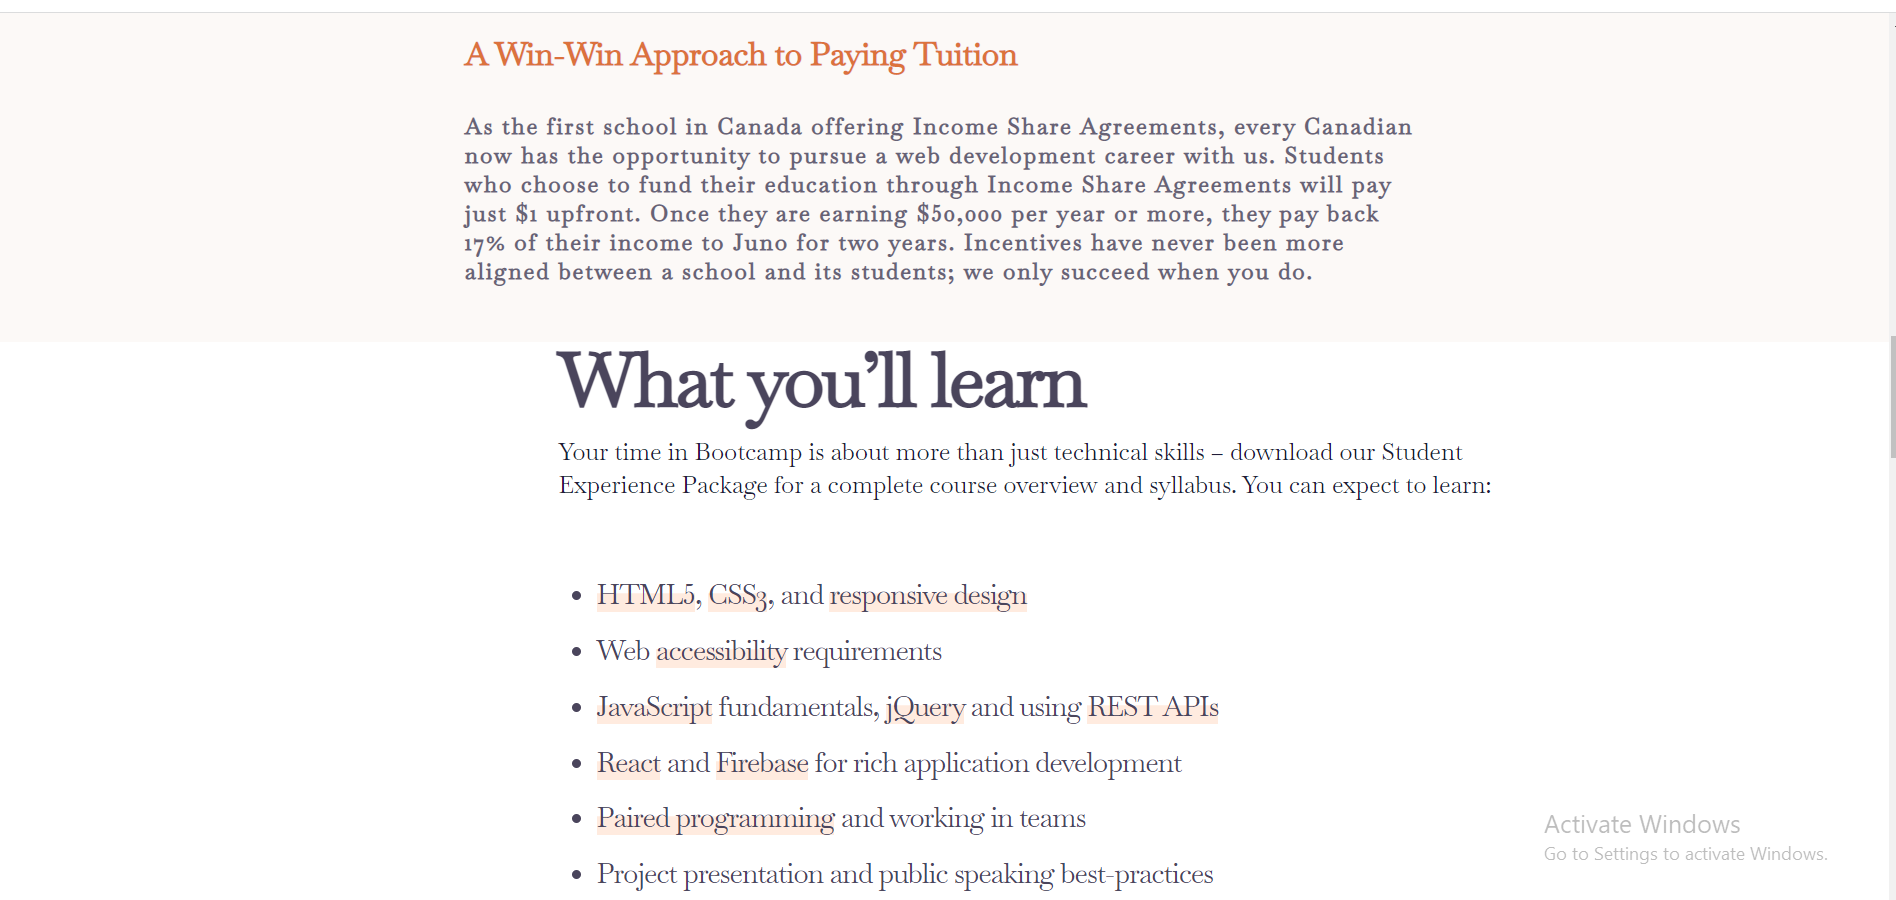 A Win-Win Approach to Paying Tuition
As the first school in Canada offering Income Share Agreements, every Canadian
now has the opportunity to pursue a web development career with us. Students
who choose to fund their education through Income Share Agreements will pay
just $1 upfront. Once they are earning $50,000 per year or more, they pay back
17% of their income to Juno for two years. Incentives have never been more
aligned between a school and its students; we only succeed when you do.
What you’ll learn
Your time in Bootcamp is about more than just technical skills – download our Student
Experience Package for a complete course overview and syllabus. You can expect to learn:
• HTML5, CSS3, and responsive design
• Web accessibility requirements
• JavaScript fundamentals, jQuery and using REST APIs
• React and Firebase for rich application development
• Paired programming and working in teams
• Project presentation and public speaking best-practices
Activate Windows
Go to Settings to activate Windows.